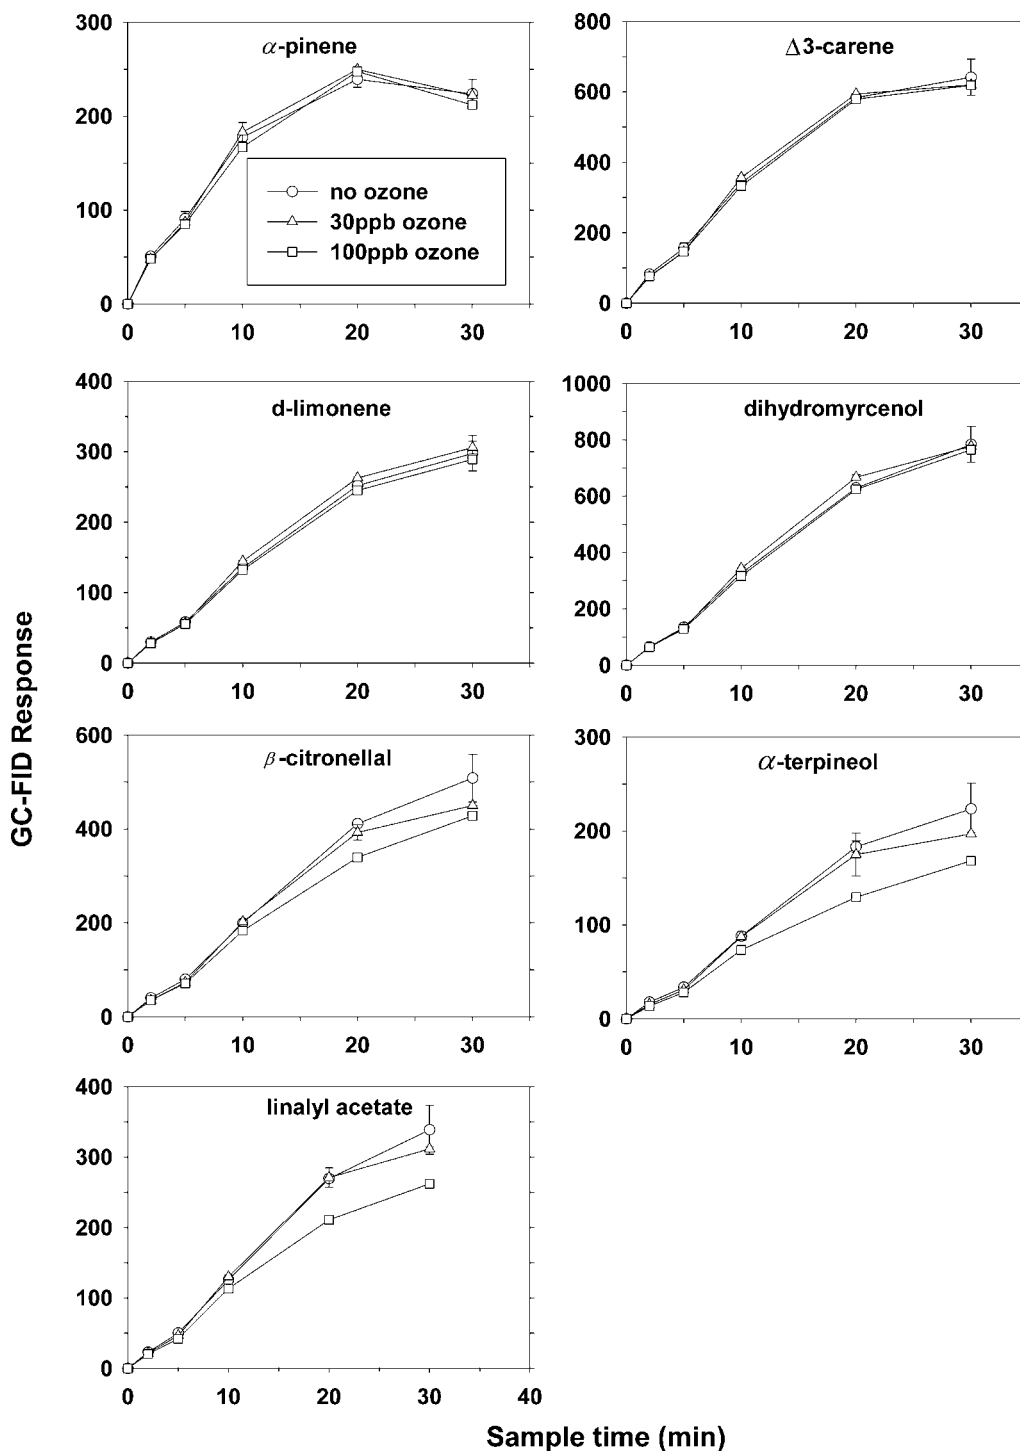 GC-FID Response
300
α-pinene
200
100
0
no ozone
30ppb ozone
100ppb ozone
0 10 20 30
800
Δ3-carene
600
400
200
0
0 10 20 30
400
d-limonene
300
200
100
0
0 10 20 30
1000
dihydromyrcenol
800
600
400
200
0
0 10 20 30
600
β-citronellal
400
200
0
0 10 20 30
300
α-terpineol
200
100
0
0 10 20 30
400
linalyl acetate
300
200
100
0
0 10 20 30 40
Sample time (min)